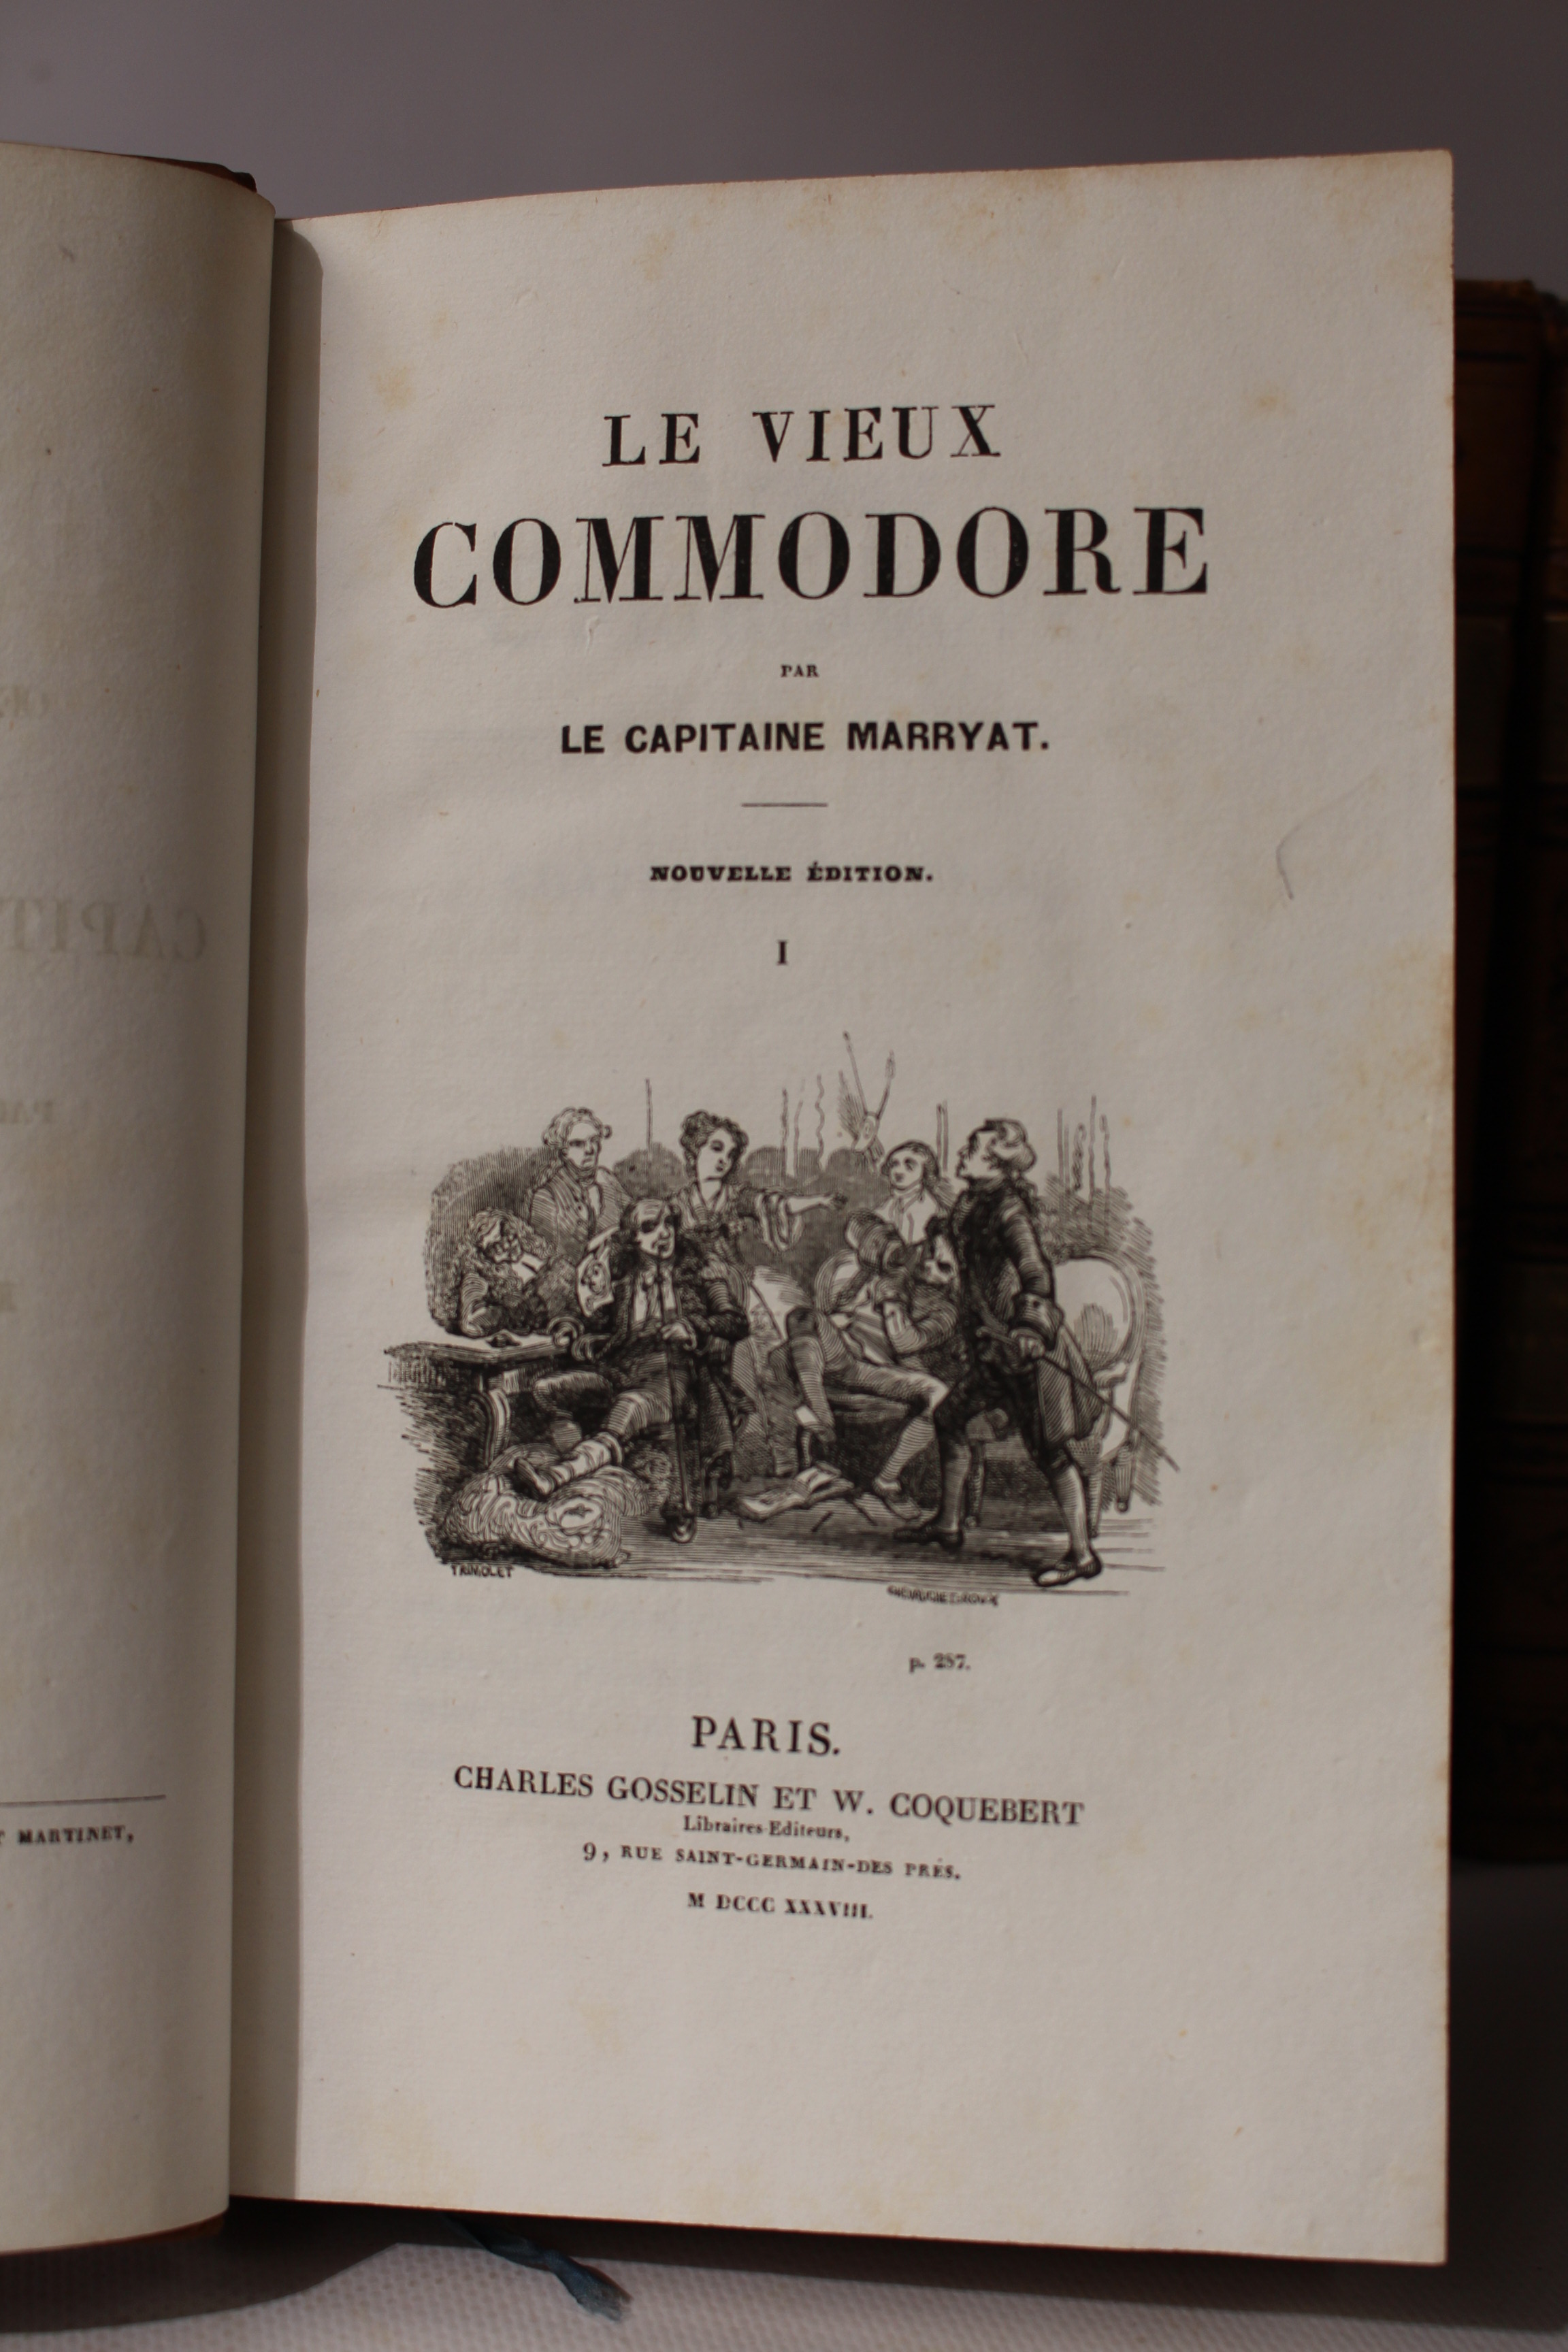 LE VIEUX
COMMODORE
PAR
LE CAPITAINE MARRYAT.
NOUVELLE ÉDITION.
I
TRIMOLET
p. 287.
PARIS.
CHARLES GOSSELIN ET W. COQUEBERT
Libraires-Editeurs,
9, RUE SAINT-GERMAIN-DES PRÉS.
M DCCC XXXVIII.
MARTINET,